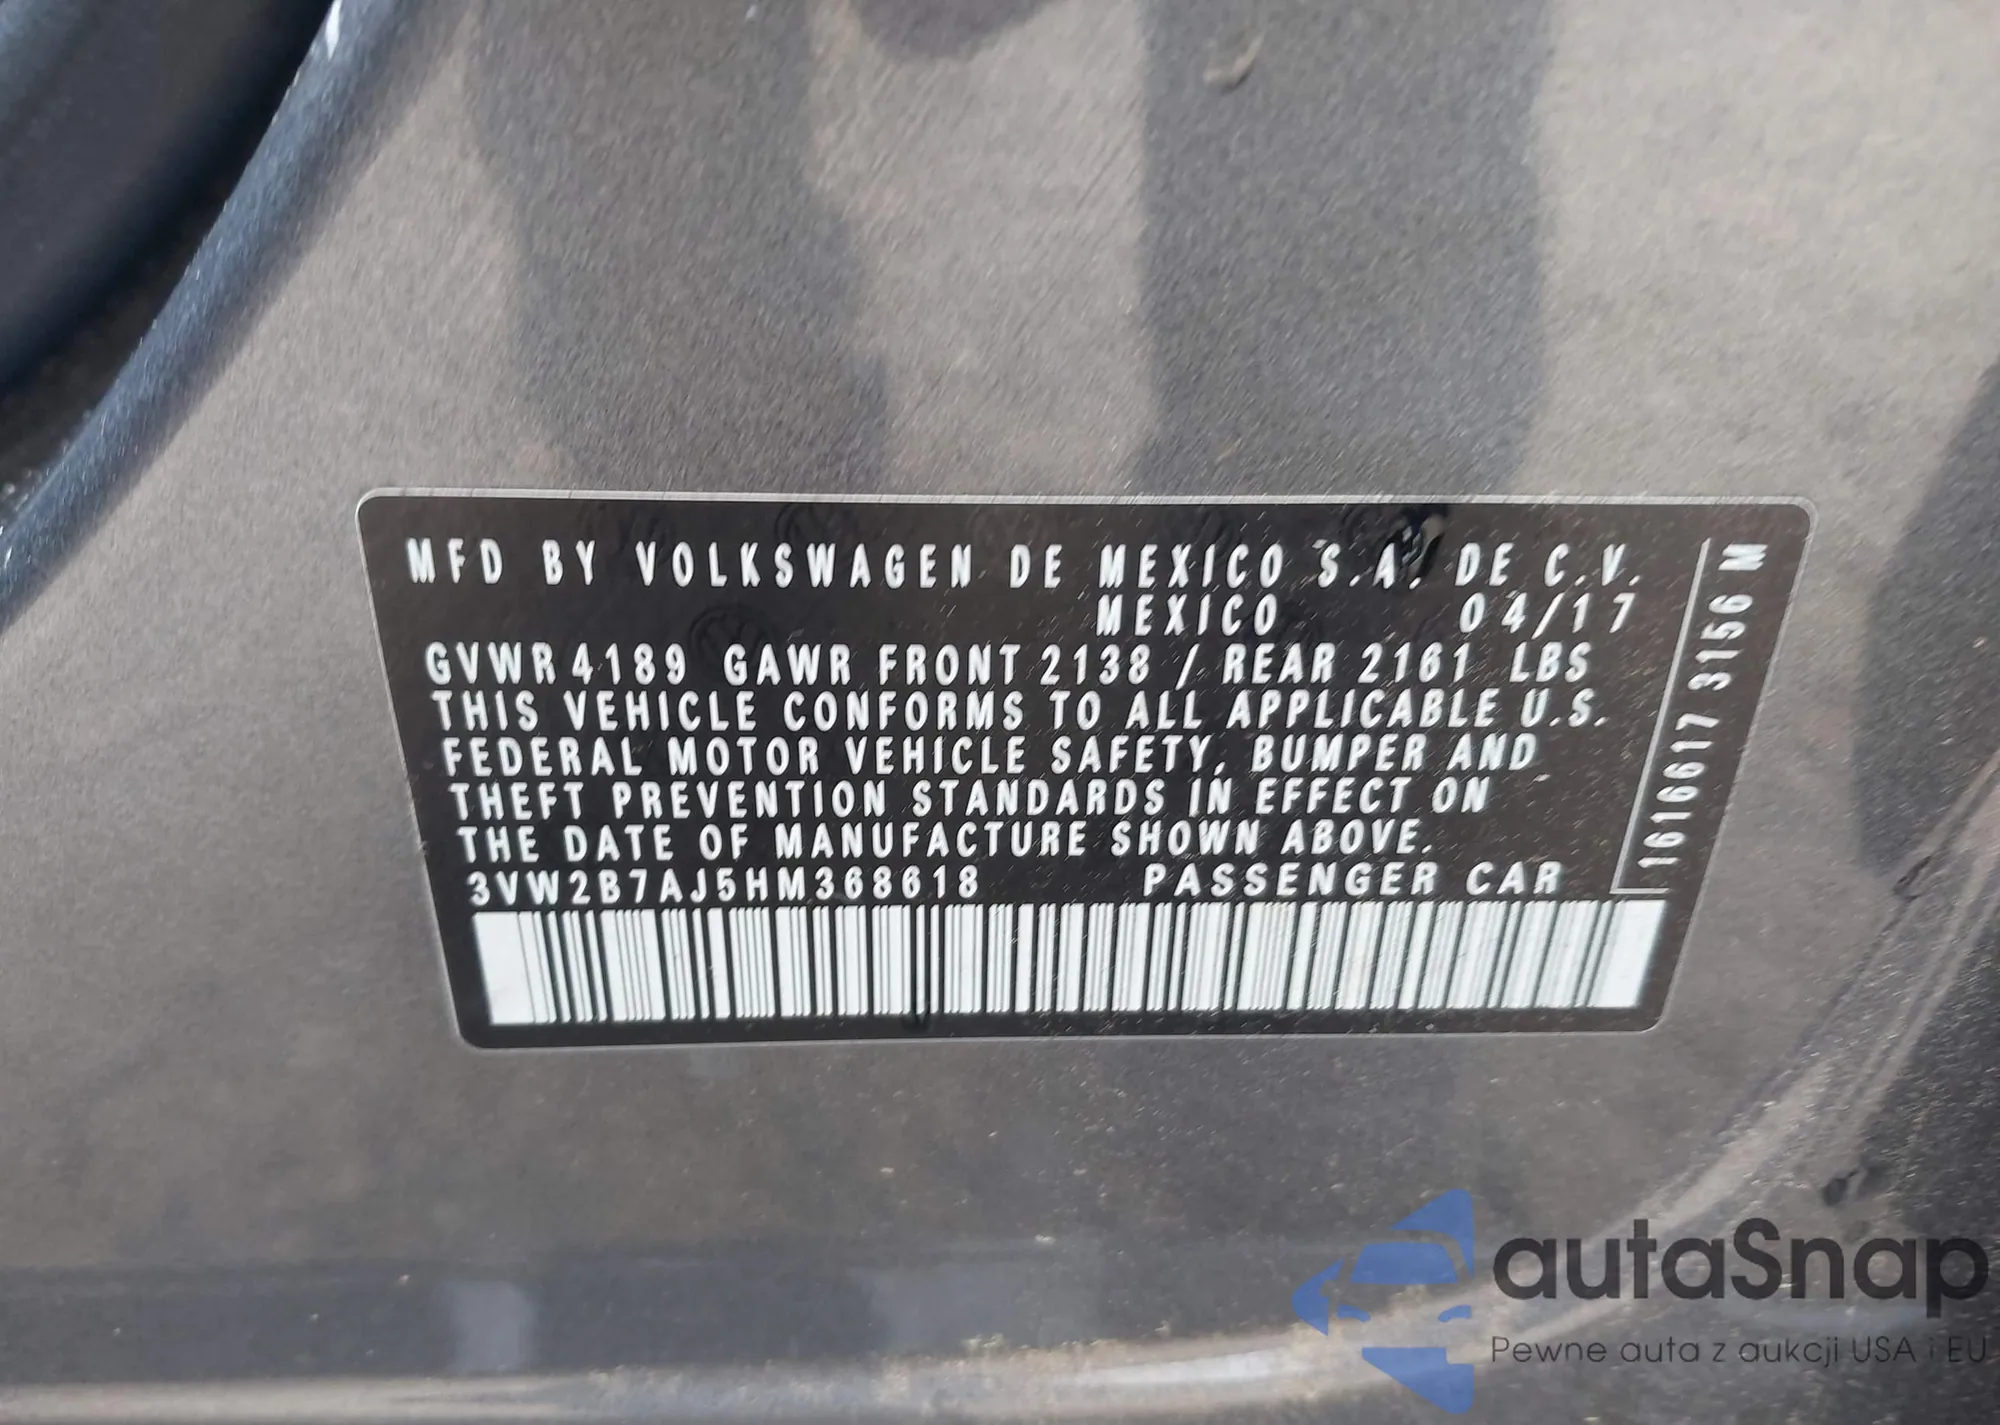 MFD BY VOLKSWAGEN DE MEXICO S.A. DE C.V.
MEXICO 04/17
GVWR 4189 GAWR FRONT 2138 / REAR 2161 LBS
THIS VEHICLE CONFORMS TO ALL APPLICABLE U.S.
FEDERAL MOTOR VEHICLE SAFETY, BUMPER AND
THEFT PREVENTION STANDARDS IN EFFECT ON
THE DATE OF MANUFACTURE SHOWN ABOVE.
3VW2B7AJ5HM368618 PASSENGER CAR
1616617 3156 M
autaSnap
Pewne auta z aukcji USA i EU